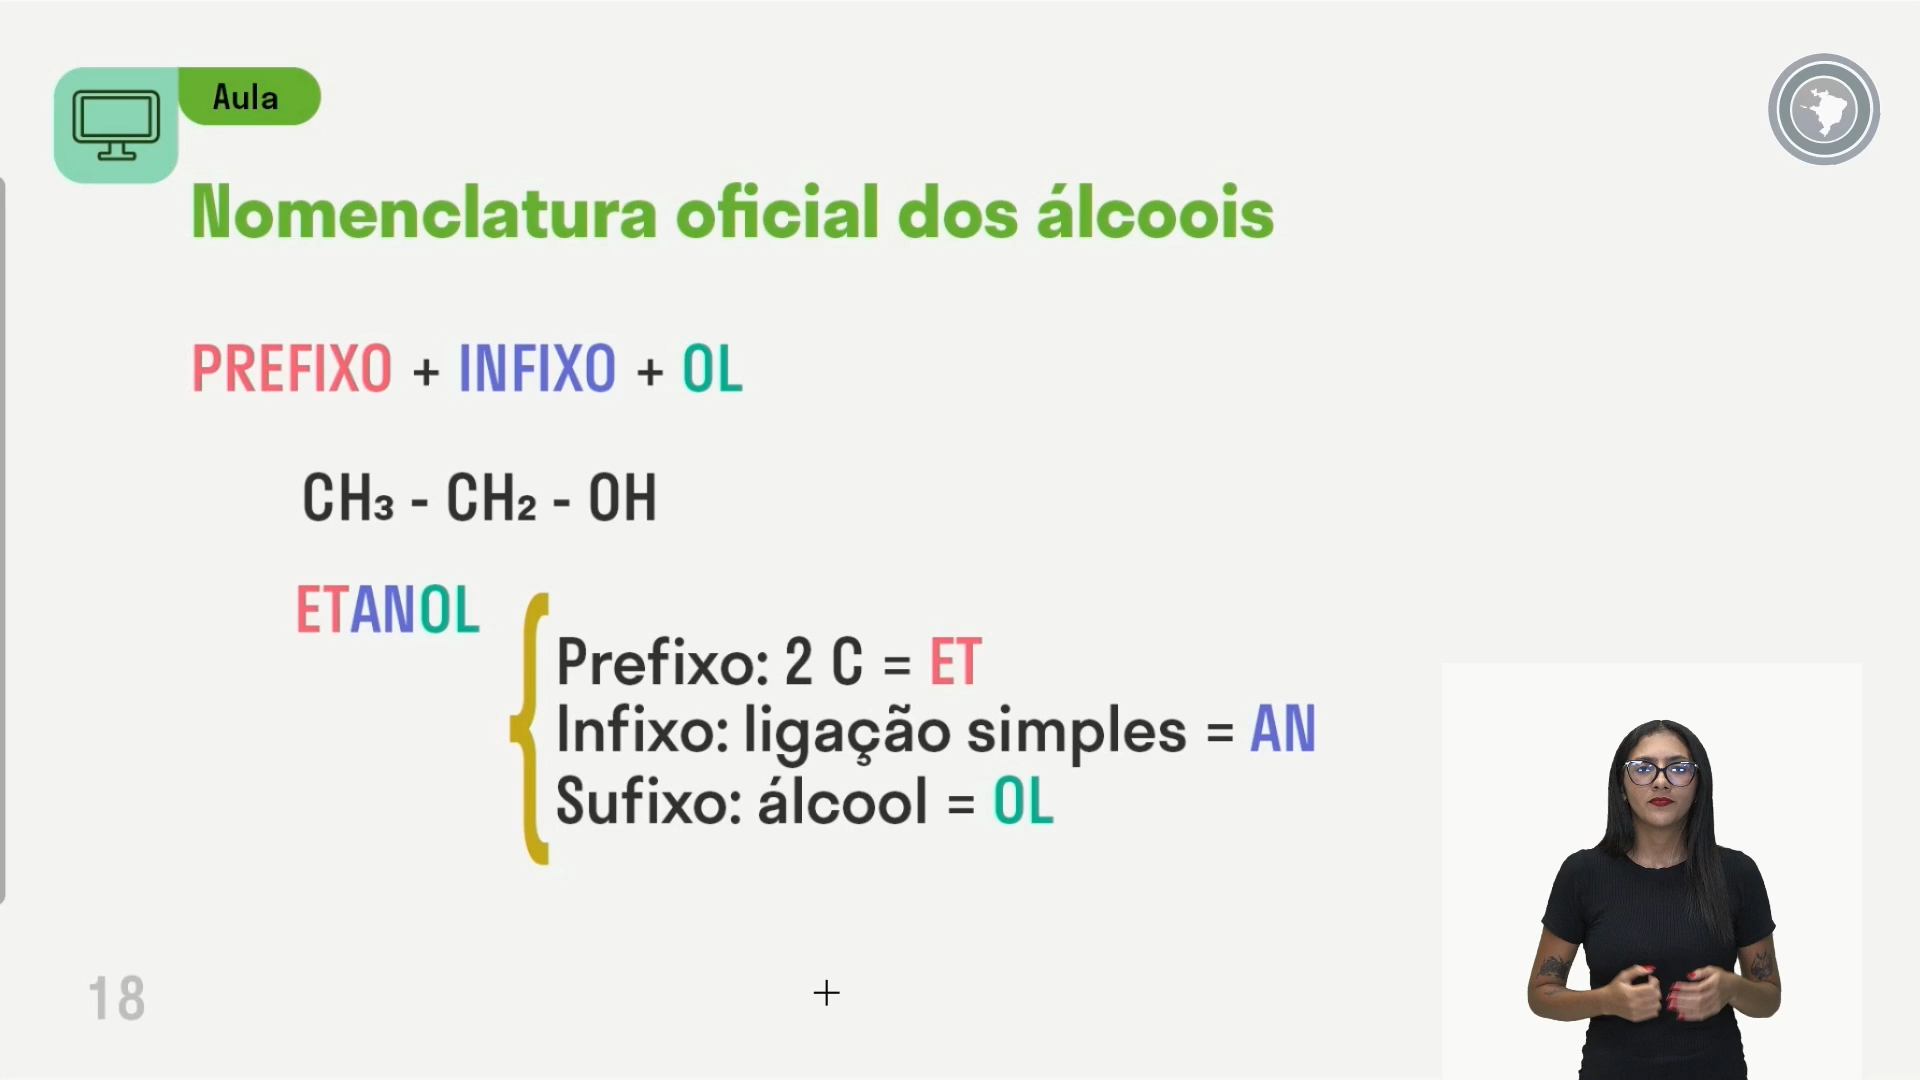 Aula
Nomenclatura oficial dos álcoois
PREFIXO + INFIXO + OL
CH₃ - CH₂ - OH
ETANOL
Prefixo: 2 C = ET
Infixo: ligação simples = AN
Sufixo: álcool = OL
18